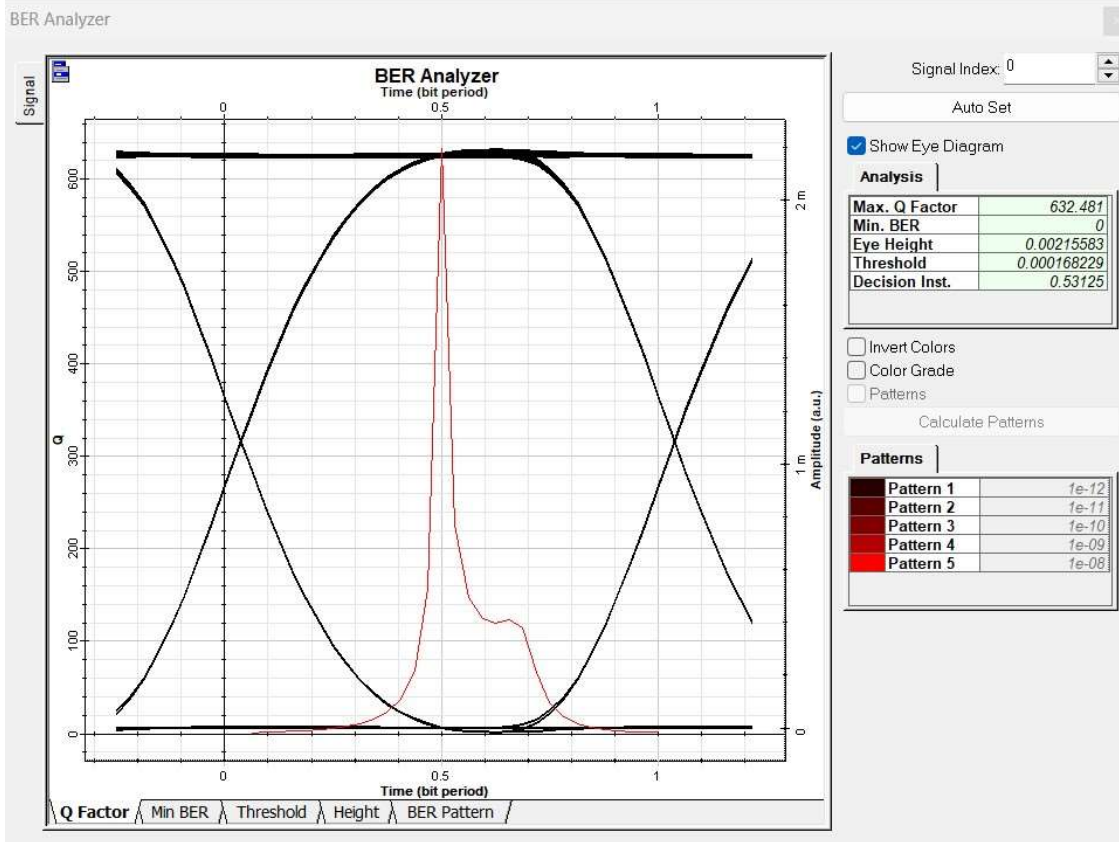 BER Analyzer
Signal
BER Analyzer
Time (bit period)
0 0.5 1
Q
0 100 200 300 400 500 600
Amplitude (a.u.)
0 1 m 2 m
0 0.5 1
Time (bit period)
Q Factor Min BER Threshold Height BER Pattern
Signal Index: 0
Auto Set
Show Eye Diagram
Analysis
Max. Q Factor 632.481
Min. BER 0
Eye Height 0.00215583
Threshold 0.000168229
Decision Inst. 0.53125
Invert Colors
Color Grade
Patterns
Calculate Patterns
Patterns
Pattern 1 1e-12
Pattern 2 1e-11
Pattern 3 1e-10
Pattern 4 1e-09
Pattern 5 1e-08